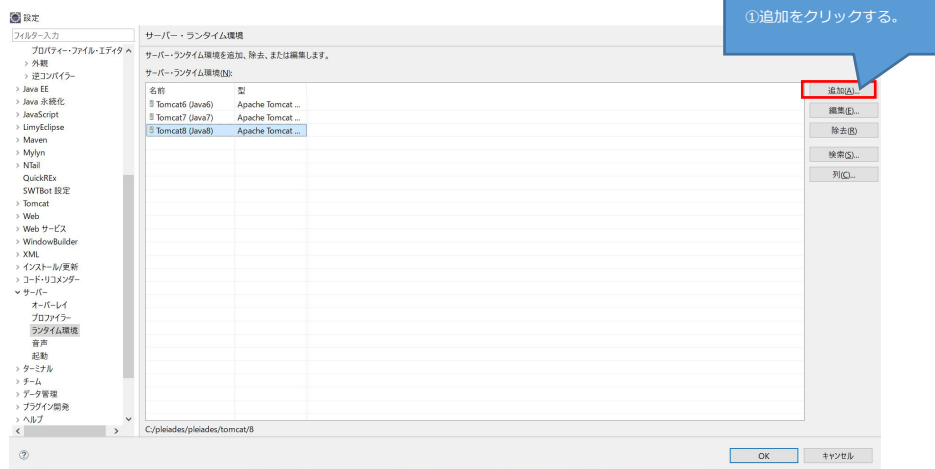 設定
①追加をクリックする。
フィルター入力
プロパティー・ファイル・エディタ
> 外観
> 逆コンパイラー
> Java EE
> Java 永続化
> JavaScript
> LimyEclipse
> Maven
> Mylyn
> NTail
QuickREx
SWTBot 設定
> Tomcat
> Web
> Web サービス
> WindowBuilder
> XML
> インストール/更新
> コード・リコメンダー
サーバー
オーバーレイ
プロファイラー
ランタイム環境
音声
起動
> ターミナル
> チーム
> データ管理
> プラグイン開発
> ヘルプ
サーバー・ランタイム環境
サーバー・ランタイム環境を追加、除去、または編集します。
サーバー・ランタイム環境(N):
名前 型
Tomcat6 (Java6) Apache Tomcat ...
Tomcat7 (Java7) Apache Tomcat ...
Tomcat8 (Java8) Apache Tomcat ...
追加(A)...
編集(E)...
除去(R)
検索(S)...
列(C)...
C:/pleiades/pleiades/tomcat/8
OK キャンセル